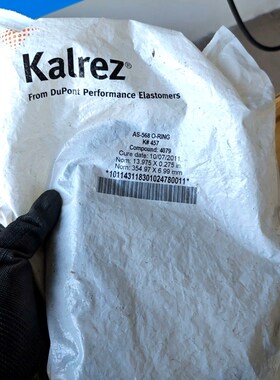 Kalrez®
From DuPont Performance Elastomers
AS-568 O-RING
K# 457
Compound: 4079
Cure date: 10/07/2011
Nom: 13.975 X 0.275 in
Nom: 354.97 X 6.99 mm
*101143118301024780011*